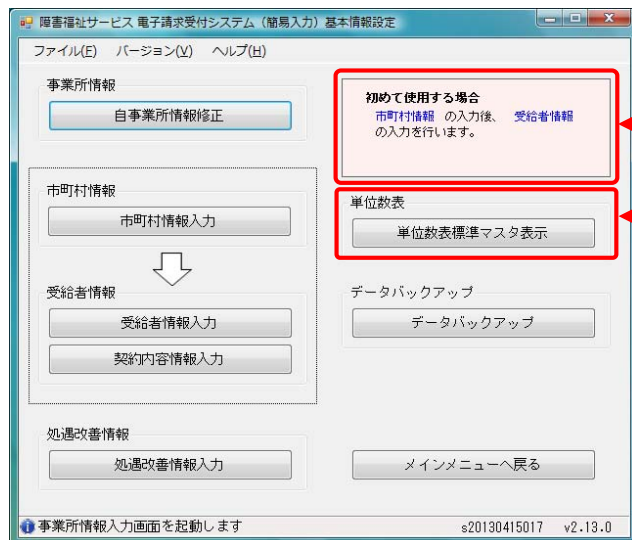 障害福祉サービス 電子請求受付システム（簡易入力）基本情報設定
ファイル(F) バージョン(V) ヘルプ(H)
事業所情報
自事業所情報修正
初めて使用する場合
市町村情報 の入力後、 受給者情報
の入力を行います。
市町村情報
市町村情報入力
単位数表
単位数表標準マスタ表示
受給者情報
受給者情報入力
契約内容情報入力
データバックアップ
データバックアップ
処遇改善情報
処遇改善情報入力
メインメニューへ戻る
事業所情報入力画面を起動します s20130415017 v2.13.0